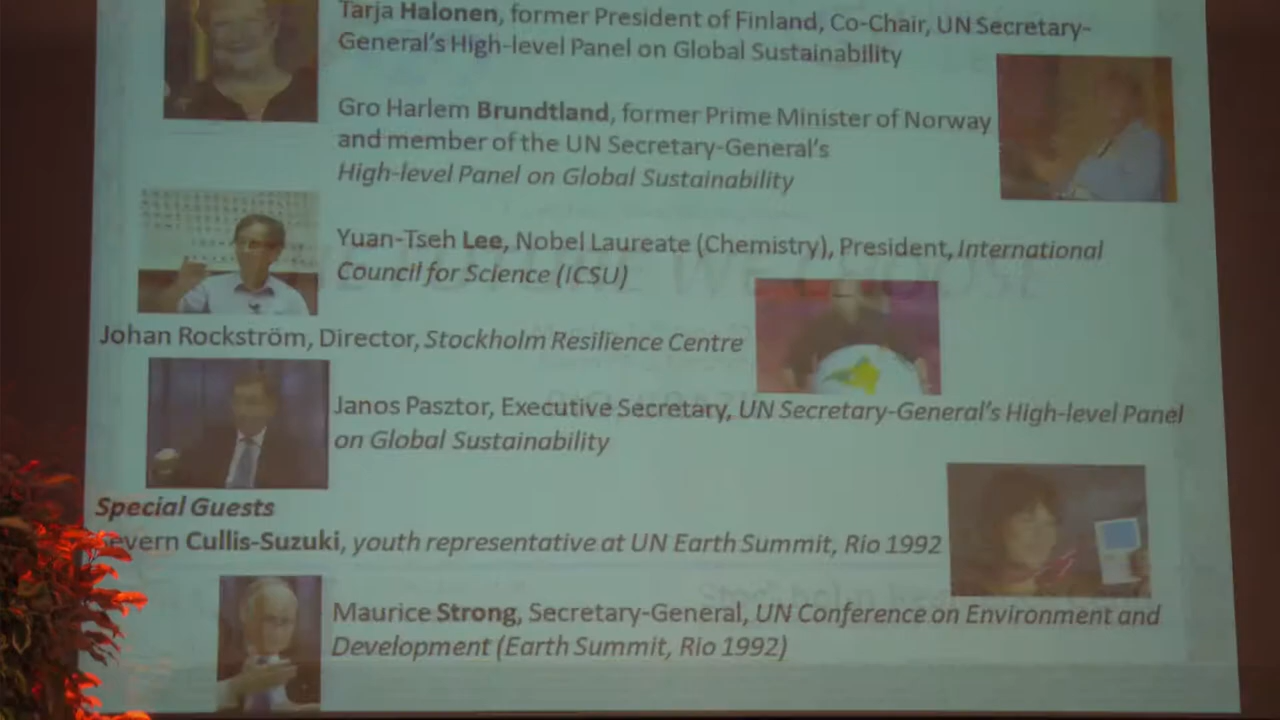 Tarja Halonen, former President of Finland, Co-Chair, UN Secretary-
General's High-level Panel on Global Sustainability
Gro Harlem Brundtland, former Prime Minister of Norway
and member of the UN Secretary-General's
High-level Panel on Global Sustainability
Yuan-Tseh Lee, Nobel Laureate (Chemistry), President, International
Council for Science (ICSU)
Johan Rockström, Director, Stockholm Resilience Centre
Janos Pasztor, Executive Secretary, UN Secretary-General's High-level Panel
on Global Sustainability
Special Guests
Severn Cullis-Suzuki, youth representative at UN Earth Summit, Rio 1992
Maurice Strong, Secretary-General, UN Conference on Environment and
Development (Earth Summit, Rio 1992)